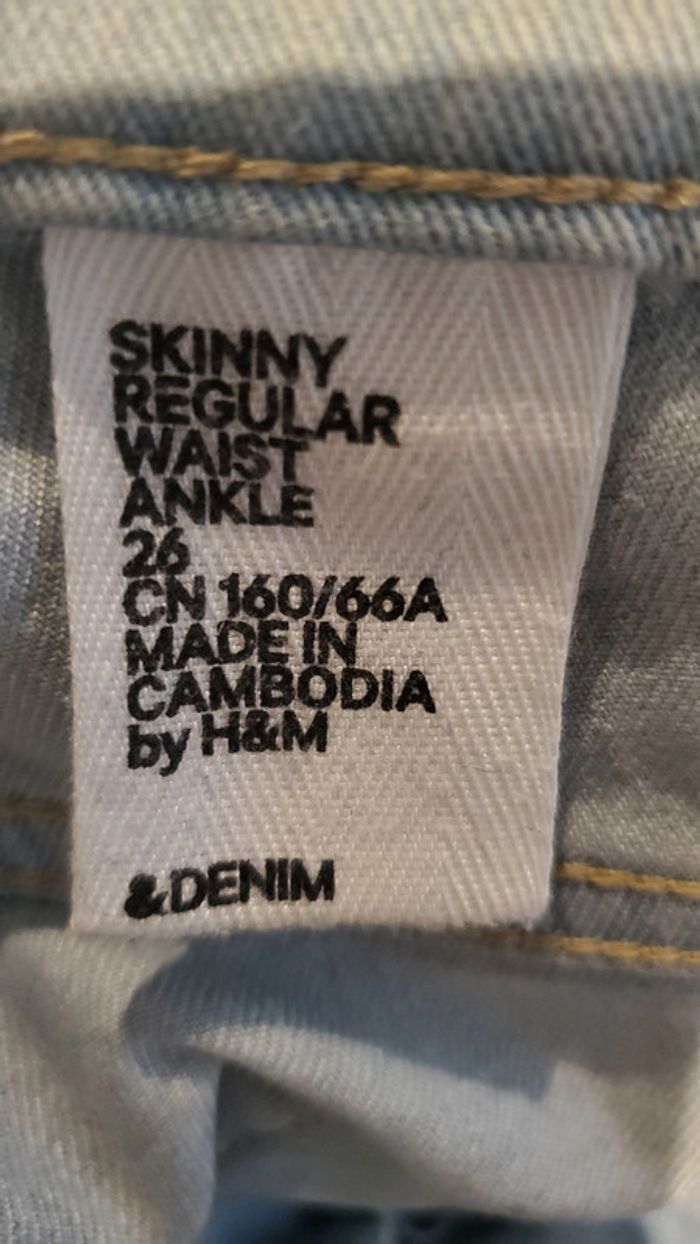 SKINNY
REGULAR
WAIST
ANKLE
26
CN 160/66A
MADE IN
CAMBODIA
by H&M
&DENIM